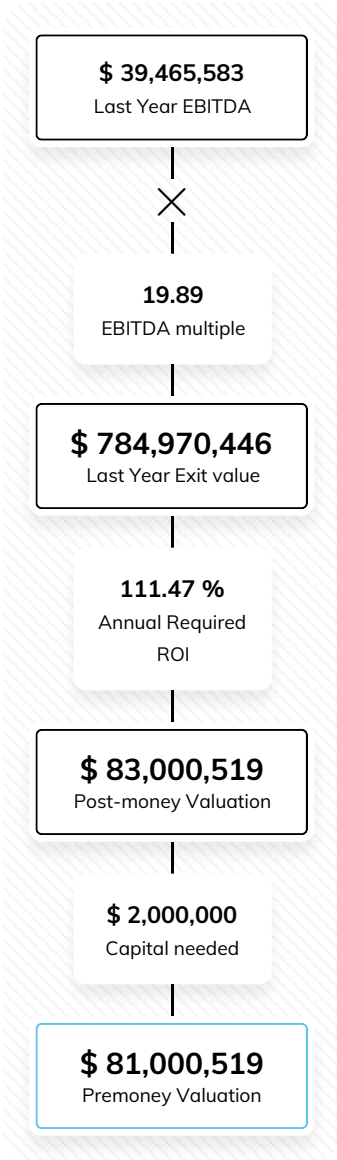 $ 39,465,583
Last Year EBITDA
19.89
EBITDA multiple
$ 784,970,446
Last Year Exit value
111.47 %
Annual Required
ROI
$ 83,000,519
Post-money Valuation
$ 2,000,000
Capital needed
$ 81,000,519
Premoney Valuation